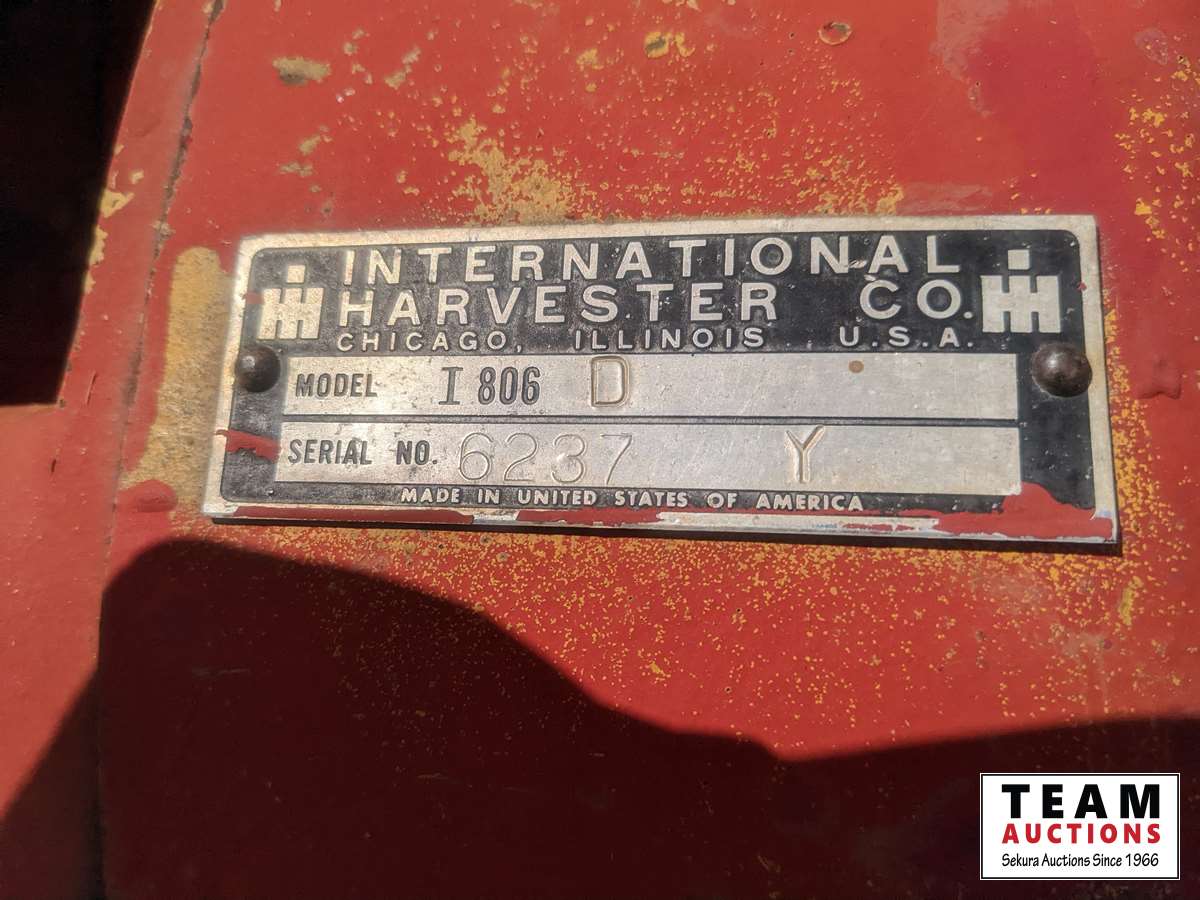 INTERNATIONAL
HARVESTER CO.
CHICAGO, ILLINOIS U.S.A.
MODEL I 806 D
SERIAL NO. 6237 Y
MADE IN UNITED STATES OF AMERICA
TEAM
AUCTIONS
Sekura Auctions Since 1966